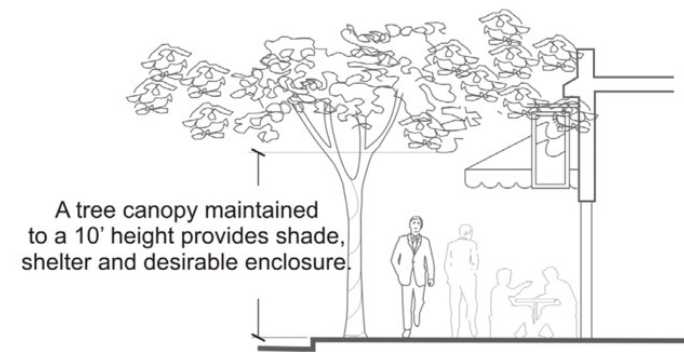 A tree canopy maintained
to a 10' height provides shade,
shelter and desirable enclosure.